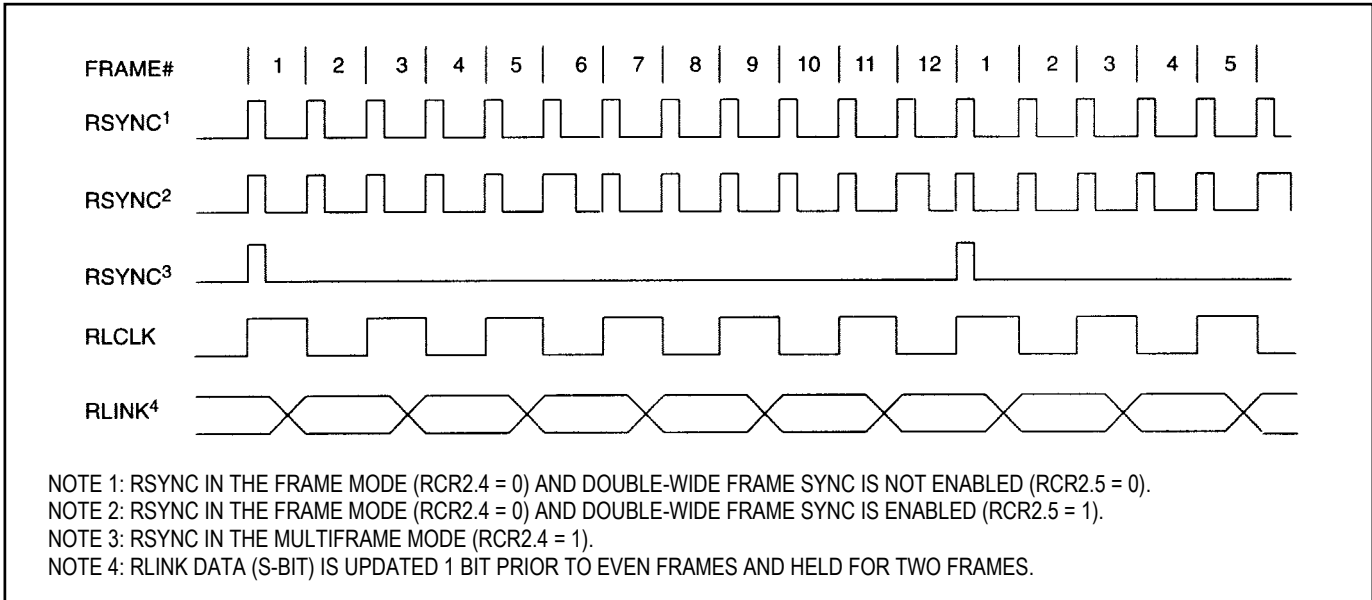 FRAME# 1 2 3 4 5 6 7 8 9 10 11 12 1 2 3 4 5
RSYNC1
RSYNC2
RSYNC3
RLCLK
RLINK4
NOTE 1: RSYNC IN THE FRAME MODE (RCR2.4 = 0) AND DOUBLE-WIDE FRAME SYNC IS NOT ENABLED (RCR2.5 = 0).
NOTE 2: RSYNC IN THE FRAME MODE (RCR2.4 = 0) AND DOUBLE-WIDE FRAME SYNC IS ENABLED (RCR2.5 = 1).
NOTE 3: RSYNC IN THE MULTIFRAME MODE (RCR2.4 = 1).
NOTE 4: RLINK DATA (S-BIT) IS UPDATED 1 BIT PRIOR TO EVEN FRAMES AND HELD FOR TWO FRAMES.